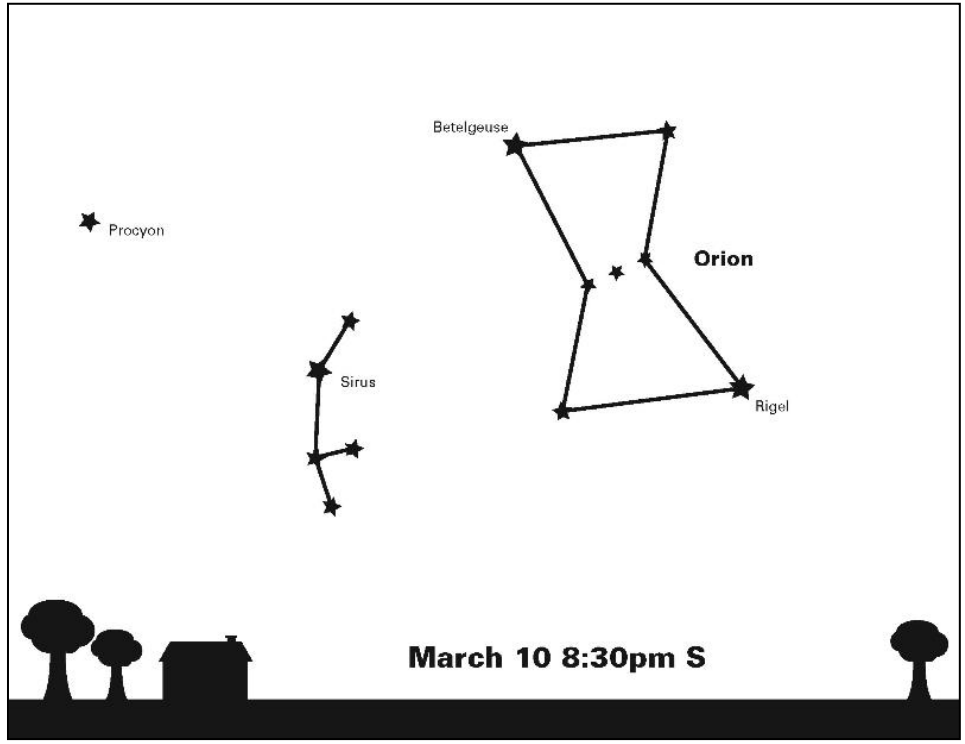 Betelgeuse
Procyon
Orion
Sirus
Rigel
March 10 8:30pm S